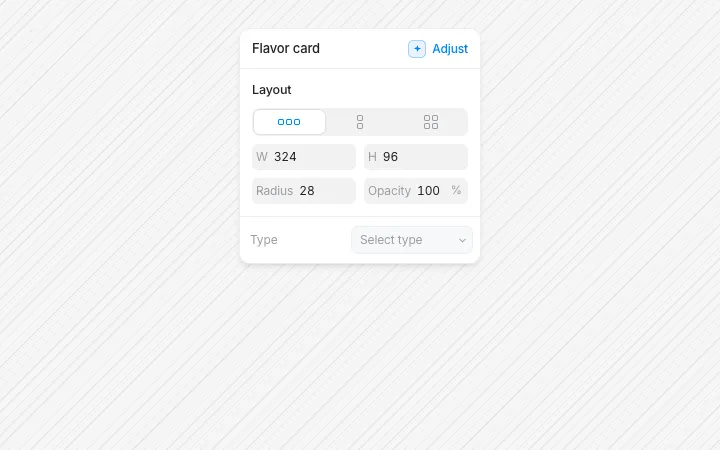 Flavor card
Adjust
Layout
W 324
H 96
Radius 28
Opacity 100 %
Type
Select type